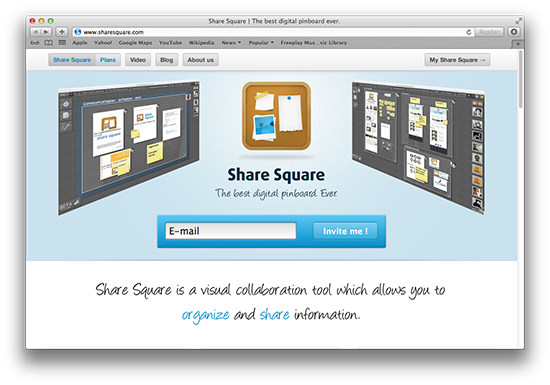 Share Square | The best digital pinboard ever.
www.sharesquare.com
Reader
Apple Yahoo! Google Maps YouTube Wikipedia News Popular Freeplay Mus...sic Library
Share Square Plans Video Blog About us My Share Square →
Share Square
The best digital pinboard. Ever.
E-mail Invite me !
Share Square is a visual collaboration tool which allows you to
organize and share information.